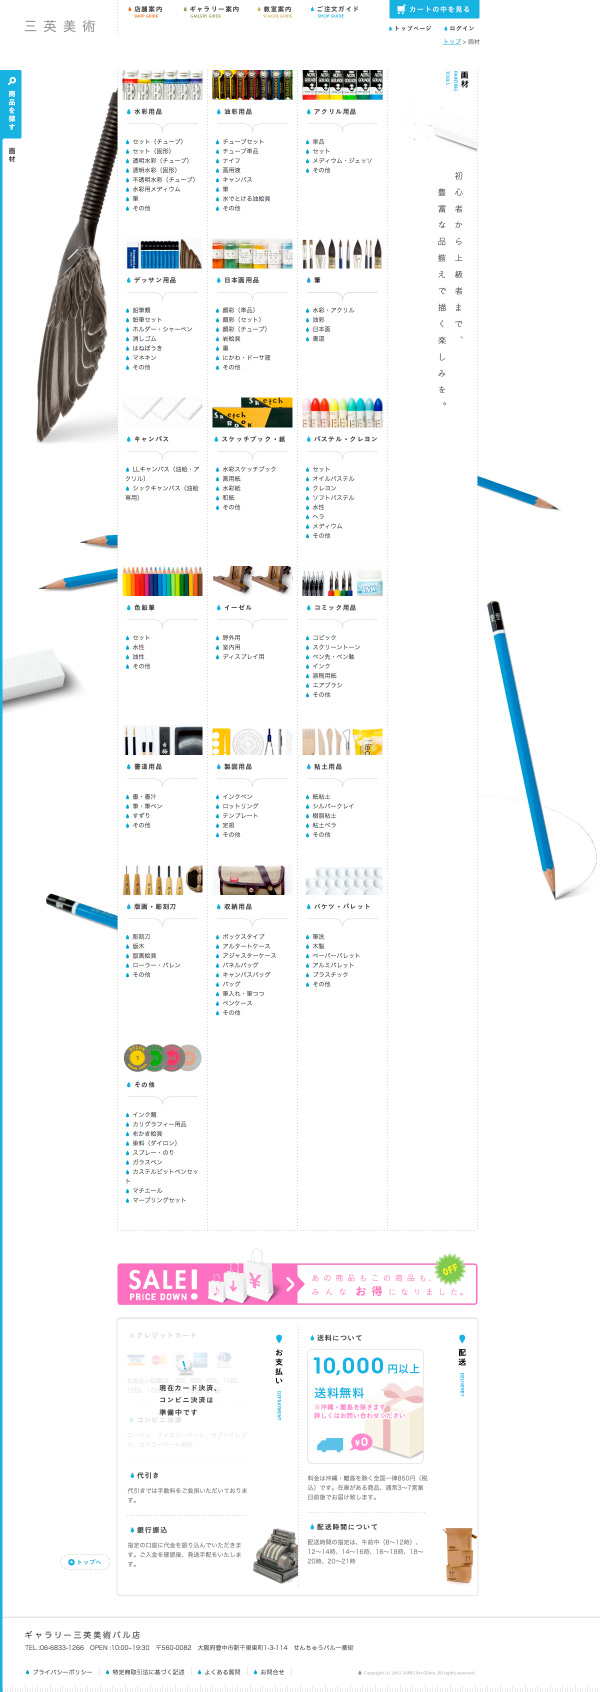 三英美術
店舗案内
SHOP GUIDE
ギャラリー案内
GALLERY GUIDE
教室案内
SCHOOL GUIDE
ご注文ガイド
SHOP GUIDE
カートの中を見る
トップページ
ログイン
トップ > 画材
商品を探す
画材
画材
PAINTING TOOLS
初心者から上級者まで、
豊富な品揃えで描く楽しみを。
水彩用品
セット（チューブ）
セット（固形）
透明水彩（チューブ）
透明水彩（固形）
不透明水彩（チューブ）
水彩用メディウム
筆
その他
油彩用品
チューブセット
チューブ単品
ナイフ
画用液
キャンバス
筆
水でとける油絵具
その他
アクリル用品
単品
セット
メディウム・ジェッソ
その他
デッサン用品
鉛筆類
鉛筆セット
ホルダー・シャーペン
消しゴム
はねぼうき
マネキン
その他
日本画用品
顔彩（単品）
顔彩（セット）
顔彩（チューブ）
岩絵具
墨
にかわ・ドーサ液
その他
筆
水彩・アクリル
油彩
日本画
書道
キャンバス
LLキャンバス（油絵・ア
クリル）
シックキャンバス（油絵
専用）
スケッチブック・紙
水彩スケッチブック
画用紙
水彩紙
和紙
その他
パステル・クレヨン
セット
オイルパステル
クレヨン
ソフトパステル
水性
ヘラ
メディウム
その他
色鉛筆
セット
水性
油性
その他
イーゼル
野外用
室内用
ディスプレイ用
コミック用品
コピック
スクリーントーン
ペン先・ペン軸
インク
原稿用紙
エアブラシ
その他
書道用品
墨・墨汁
筆・筆ペン
すずり
その他
製図用品
インクペン
ロットリング
テンプレート
定規
その他
粘土用品
紙粘土
シルバークレイ
樹脂粘土
粘土ベラ
その他
版画・彫刻刀
彫刻刀
版木
版画絵具
ローラー・バレン
その他
収納用品
ボックスタイプ
アルタートケース
アジャスターケース
パネルバッグ
キャンバスバッグ
バッグ
筆入れ・筆つつ
ペンケース
その他
バケツ・パレット
筆洗
木製
ペーパーパレット
アルミパレット
プラスチック
その他
その他
インク類
カリグラフィー用品
布かき絵具
染料（ダイロン）
スプレー・のり
ガラスペン
カステルピットペンセッ
ト
マチエール
マーブリングセット
SALE!
PRICE DOWN!
あの商品もこの商品も、
みんなお得になりました。
OFF
お支払い
クレジットカード
現在カード決済、
コンビニ決済は
準備中です
コンビニ決済
代引き
代引きでは手数料をご負担いただいておりま
す。
銀行振込
指定の口座に代金を振り込んでいただきま
す。ご入金を確認後、発送手配をいたしま
す。
配送
DELIVERY
送料について
10,000円以上
送料無料
※沖縄・離島を除きます
詳しくはお問い合わせください
¥0
料金は沖縄・離島を除く全国一律850円（税
込）です。在庫がある商品、通常3〜7営業
日前後でお届け致します。
配送時間について
配送時間の指定は、午前中（8〜12時）、
12〜14時、14〜16時、16〜18時、18〜
20時、20〜21時
トップへ
ギャラリー三英美術パル店
TEL :06-6833-1266 OPEN :10:00~19:30 〒560-0082 大阪府豊中市新千里東町1-3-114 せんちゅうパル一番街
プライバシーポリシー
特定商取引法に基づく記述
よくある質問
お問合せ